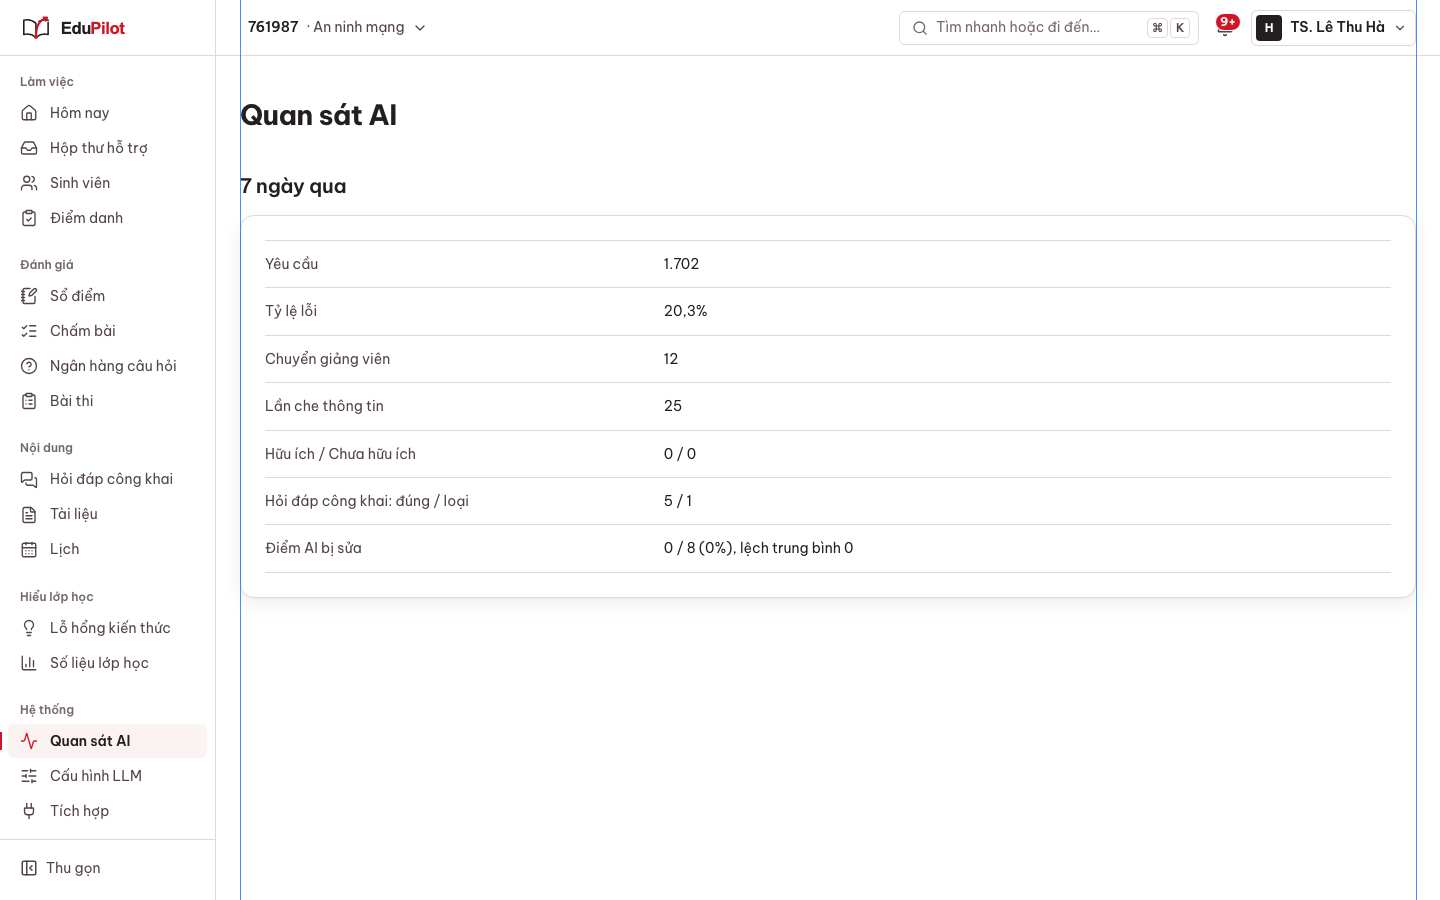 EduPilot
761987 · An ninh mạng
Tìm nhanh hoặc đi đến... ⌘ K
9+
H TS. Lê Thu Hà
Làm việc
Hôm nay
Hộp thư hỗ trợ
Sinh viên
Điểm danh
Đánh giá
Sổ điểm
Chấm bài
Ngân hàng câu hỏi
Bài thi
Nội dung
Hỏi đáp công khai
Tài liệu
Lịch
Hiểu lớp học
Lỗ hổng kiến thức
Số liệu lớp học
Hệ thống
Quan sát AI
Cấu hình LLM
Tích hợp
Thu gọn
Quan sát AI
7 ngày qua
Yêu cầu 1.702
Tỷ lệ lỗi 20,3%
Chuyển giảng viên 12
Lần che thông tin 25
Hữu ích / Chưa hữu ích 0 / 0
Hỏi đáp công khai: đúng / loại 5 / 1
Điểm AI bị sửa 0 / 8 (0%), lệch trung bình 0